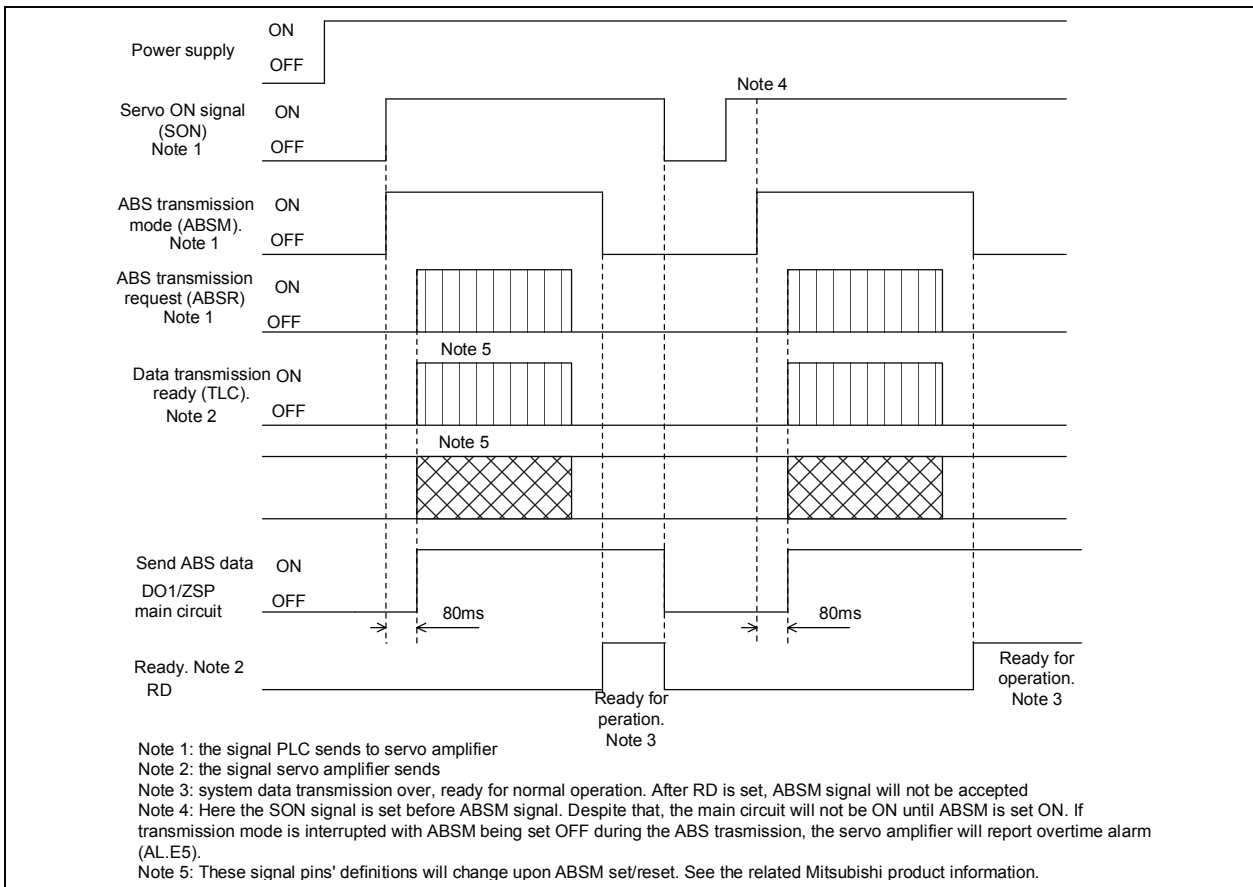 Power supply
ON
OFF
Note 4
Servo ON signal
(SON)
Note 1
ON
OFF
ABS transmission
mode (ABSM).
Note 1
ON
OFF
ABS transmission
request (ABSR)
Note 1
ON
OFF
Note 5
Data transmission
ready (TLC).
Note 2
ON
OFF
Note 5
Send ABS data
DO1/ZSP
main circuit
ON
OFF
80ms
80ms
Ready. Note 2
RD
Ready for
peration.
Note 3
Ready for
operation.
Note 3
Note 1: the signal PLC sends to servo amplifier
Note 2: the signal servo amplifier sends
Note 3: system data transmission over, ready for normal operation. After RD is set, ABSM signal will not be accepted
Note 4: Here the SON signal is set before ABSM signal. Despite that, the main circuit will not be ON until ABSM is set ON. If
transmission mode is interrupted with ABSM being set OFF during the ABS trasmission, the servo amplifier will report overtime alarm
(AL.E5).
Note 5: These signal pins' definitions will change upon ABSM set/reset. See the related Mitsubishi product information.